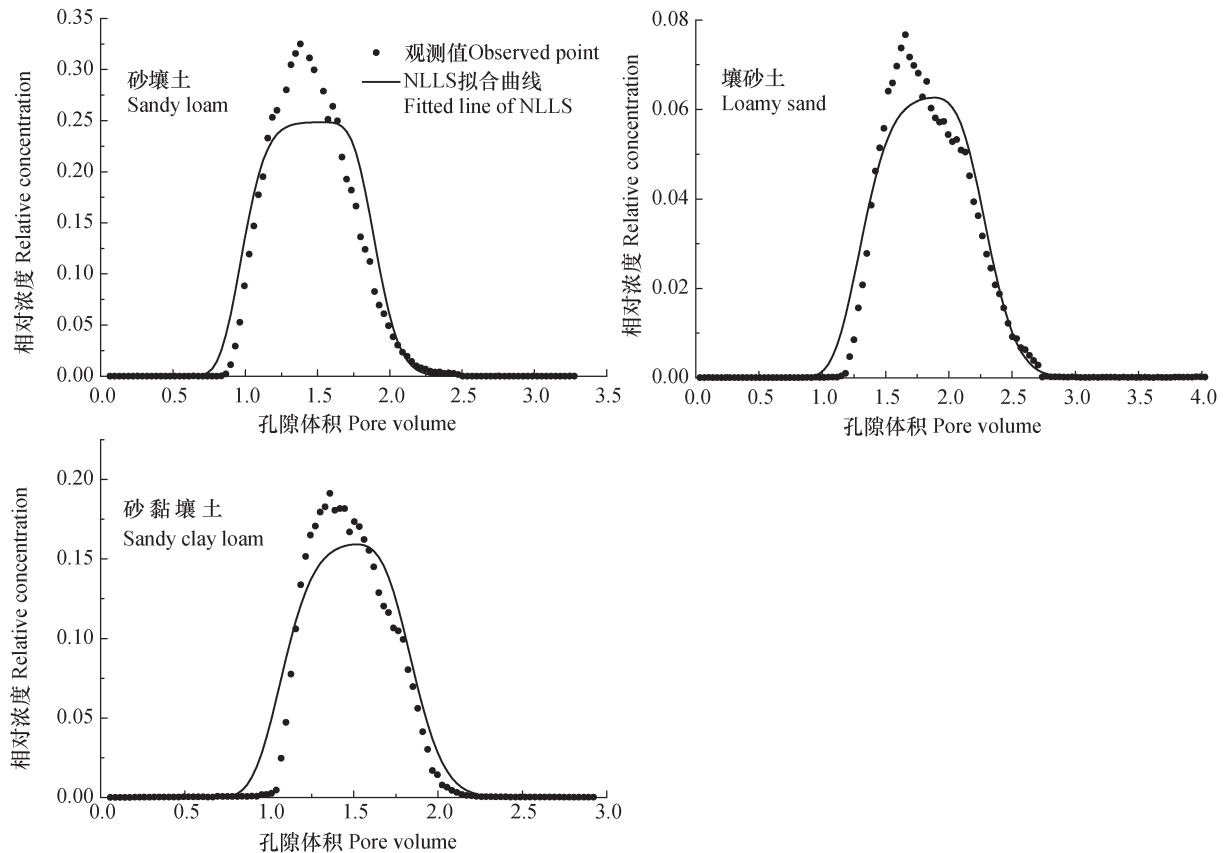 0.35
0.30
0.25
0.20
0.15
0.10
0.05
0.00
相对浓度 Relative concentration
砂壤土
Sandy loam
观测值Observed point
NLLS拟合曲线
Fitted line of NLLS
0.0 0.5 1.0 1.5 2.0 2.5 3.0 3.5
孔隙体积 Pore volume
0.08
0.06
0.04
0.02
0.00
相对浓度 Relative concentration
壤砂土
Loamy sand
0.0 0.5 1.0 1.5 2.0 2.5 3.0 3.5 4.0
孔隙体积 Pore volume
0.20
0.15
0.10
0.05
0.00
相对浓度 Relative concentration
砂黏壤土
Sandy clay loam
0.0 0.5 1.0 1.5 2.0 2.5 3.0
孔隙体积 Pore volume